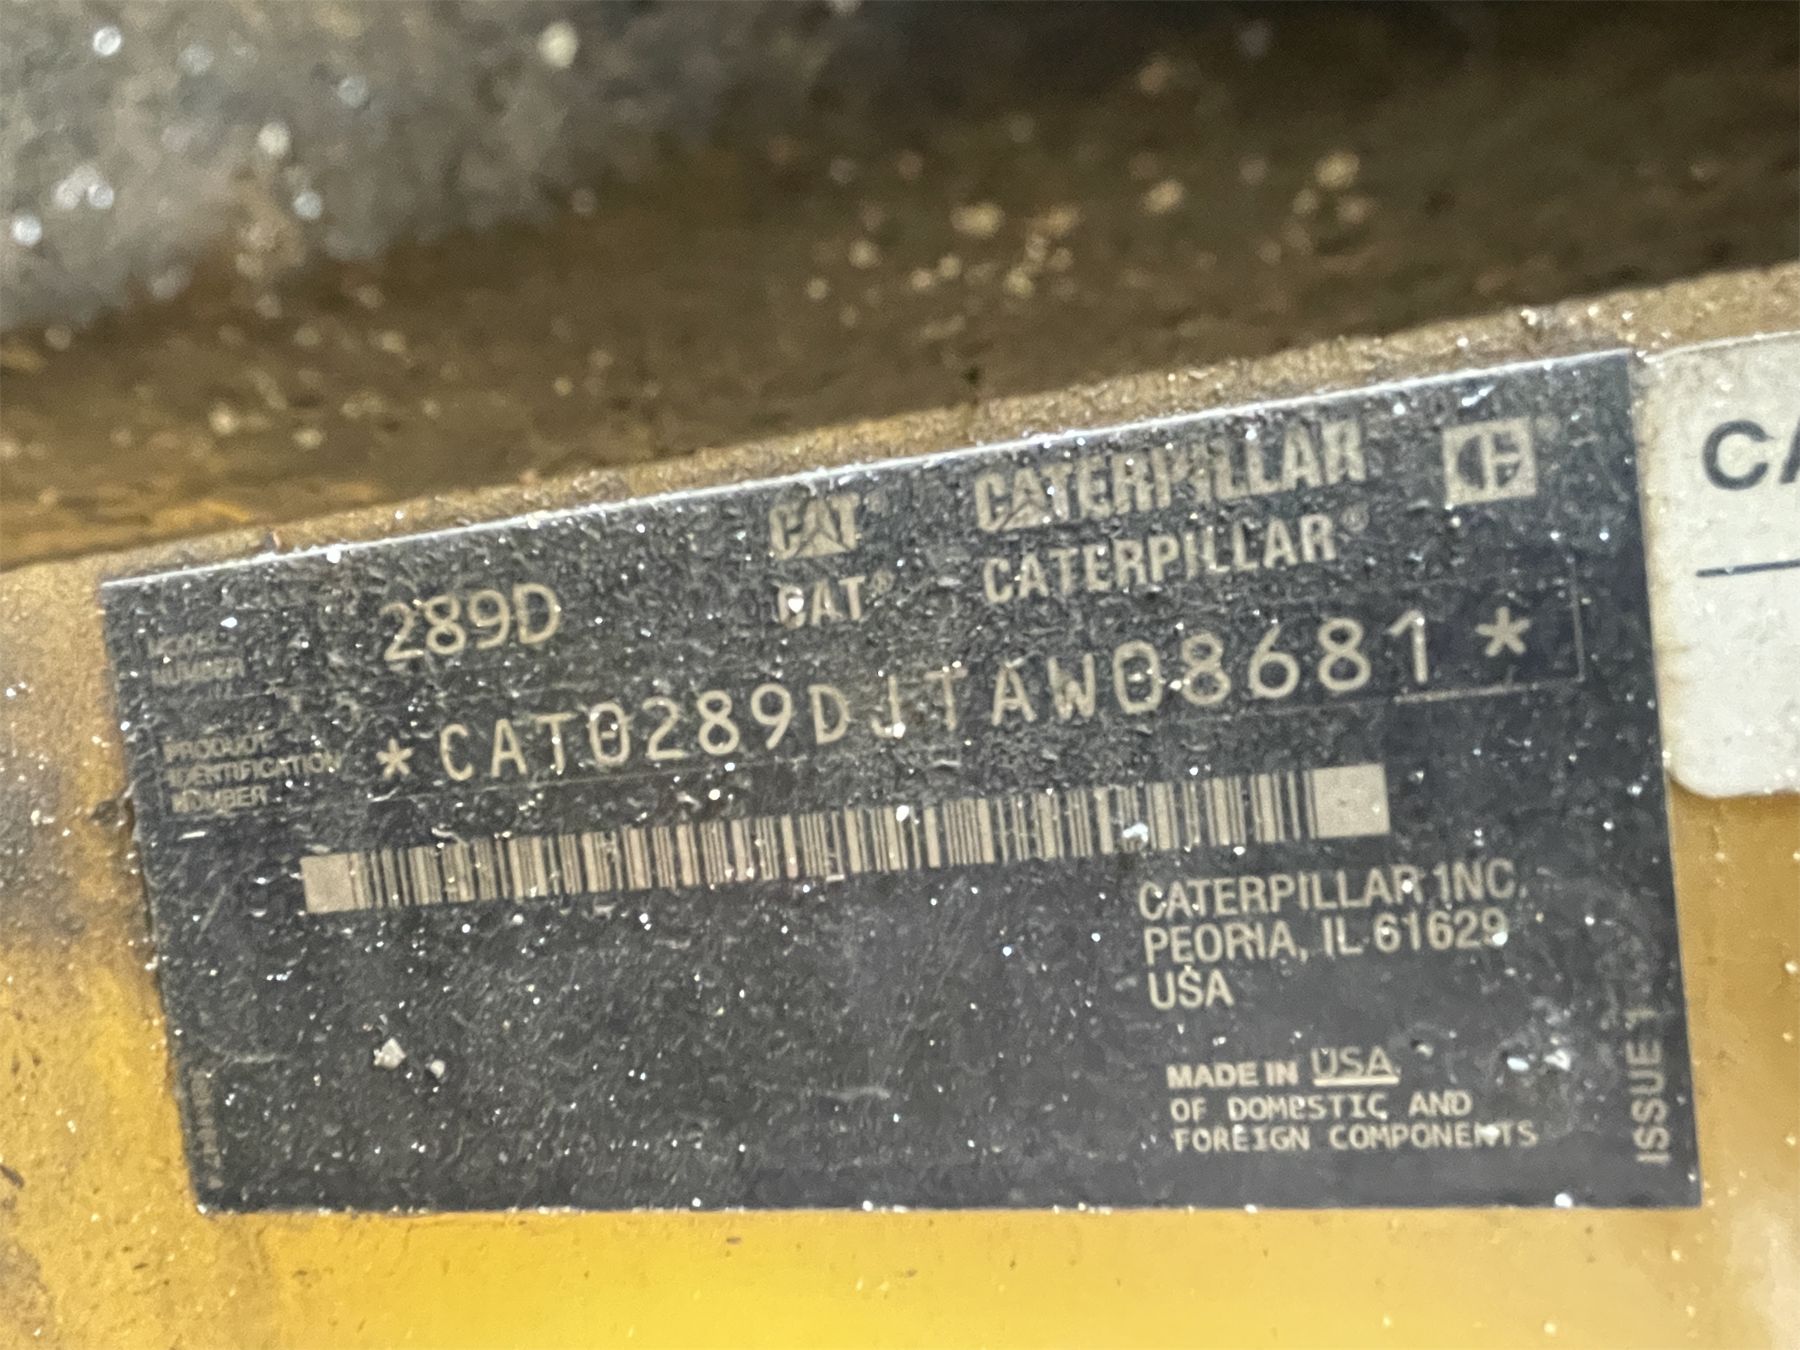 CAT® CATERPILLAR CE®
CAT® CATERPILLAR®
MODEL NUMBER 289D
PRODUCT IDENTIFICATION NUMBER *CAT0289DJTAW08681*
CATERPILLAR INC.
PEORIA, IL 61629
USA
MADE IN USA
OF DOMESTIC AND
FOREIGN COMPONENTS
ISSUE 1
CA